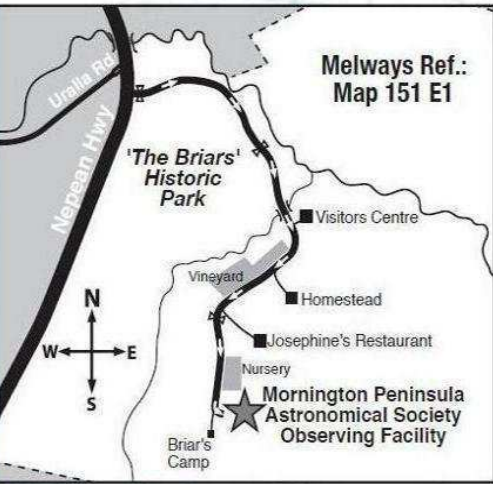 Melways Ref.:
Map 151 E1
Uralla Rd
Nepean Hwy
'The Briars'
Historic
Park
Visitors Centre
Vineyard
Homestead
N
W
E
S
Josephine's Restaurant
Nursery
Mornington Peninsula
Astronomical Society
Observing Facility
Briar's
Camp